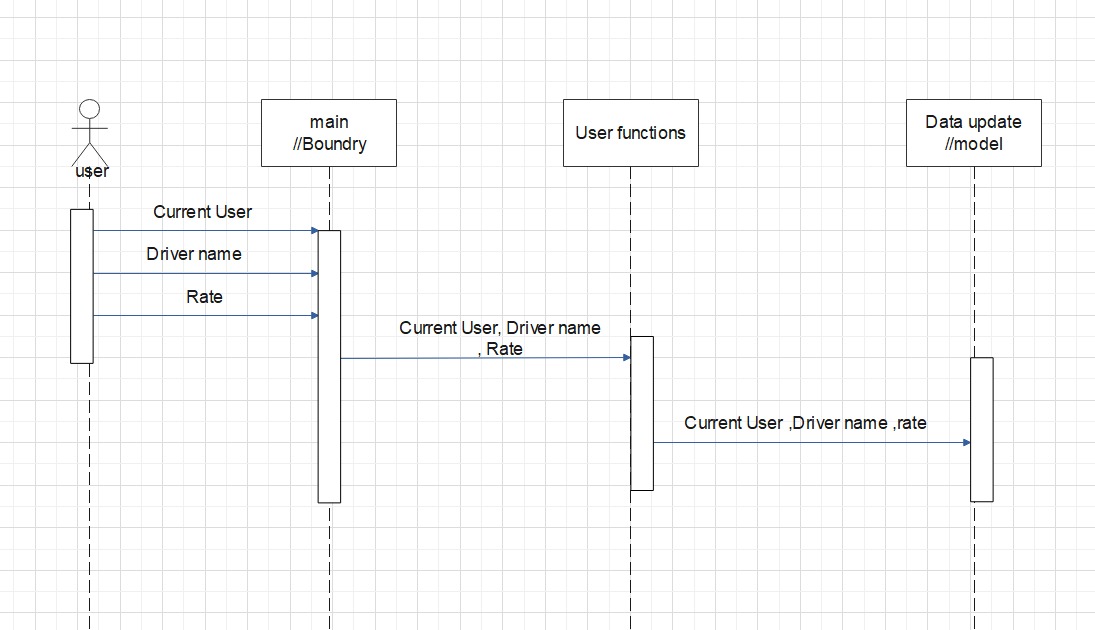 user
main
//Boundry
User functions
Data update
//model
Current User
Driver name
Rate
Current User, Driver name
, Rate
Current User ,Driver name ,rate